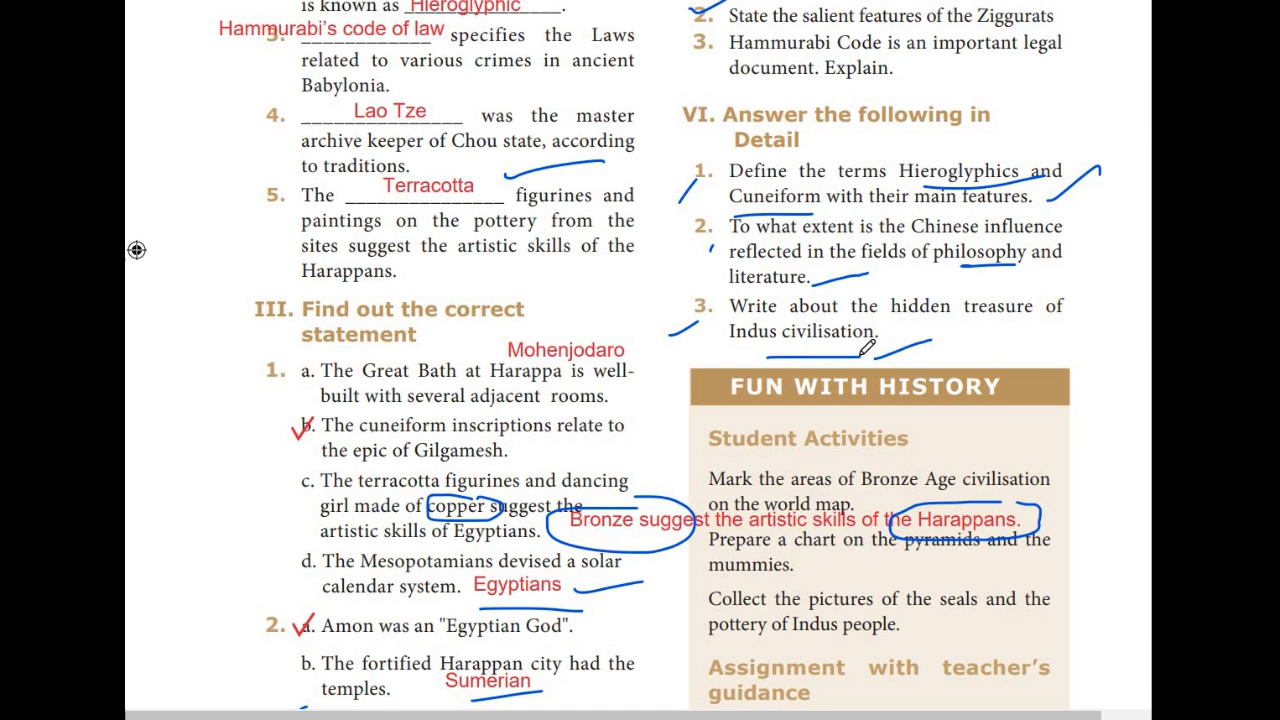 is known as Hieroglyphic.
Hammurabi's code of law
3. ____________ specifies the Laws
related to various crimes in ancient
Babylonia.
Lao Tze
4. _______________ was the master
archive keeper of Chou state, according
to traditions.
Terracotta
5. The _______________ figurines and
paintings on the pottery from the
sites suggest the artistic skills of the
Harappans.
III. Find out the correct
statement
Mohenjodaro
1. a. The Great Bath at Harappa is well-
built with several adjacent rooms.
b. The cuneiform inscriptions relate to
the epic of Gilgamesh.
c. The terracotta figurines and dancing
girl made of copper suggest the
artistic skills of Egyptians.
d. The Mesopotamians devised a solar
calendar system. Egyptians
2. a. Amon was an "Egyptian God".
b. The fortified Harappan city had the
temples. Sumerian
2. State the salient features of the Ziggurats
3. Hammurabi Code is an important legal
document. Explain.
VI. Answer the following in
Detail
1. Define the terms Hieroglyphics and
Cuneiform with their main features.
2. To what extent is the Chinese influence
reflected in the fields of philosophy and
literature.
3. Write about the hidden treasure of
Indus civilisation.
FUN WITH HISTORY
Student Activities
Mark the areas of Bronze Age civilisation
on the world map.
Bronze suggest the artistic skills of the Harappans.
Prepare a chart on the pyramids and the
mummies.
Collect the pictures of the seals and the
pottery of Indus people.
Assignment with teacher's
guidance